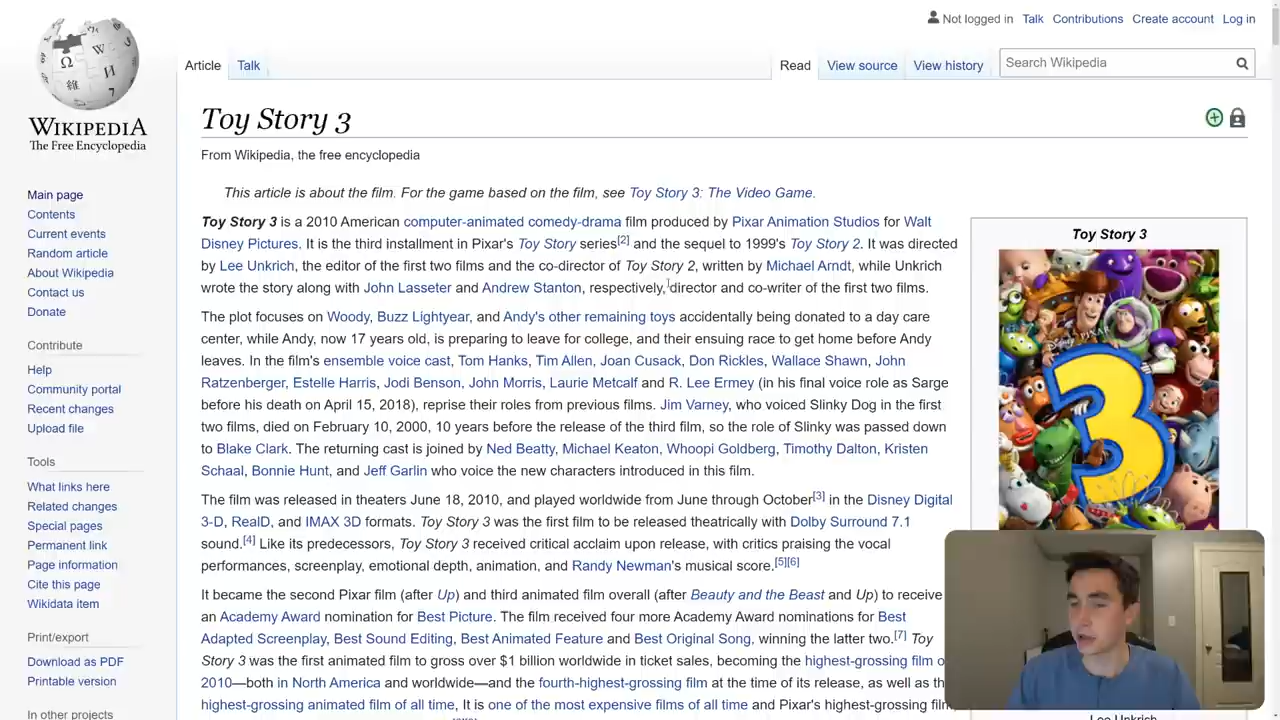 Not logged in Talk Contributions Create account Log in
Article Talk Read View source View history Search Wikipedia
WIKIPEDIA
The Free Encyclopedia
Main page
Contents
Current events
Random article
About Wikipedia
Contact us
Donate
Contribute
Help
Community portal
Recent changes
Upload file
Tools
What links here
Related changes
Special pages
Permanent link
Page information
Cite this page
Wikidata item
Print/export
Download as PDF
Printable version
In other projects
Toy Story 3
From Wikipedia, the free encyclopedia
This article is about the film. For the game based on the film, see Toy Story 3: The Video Game.
Toy Story 3 is a 2010 American computer-animated comedy-drama film produced by Pixar Animation Studios for Walt
Disney Pictures. It is the third installment in Pixar's Toy Story series[2] and the sequel to 1999's Toy Story 2. It was directed
by Lee Unkrich, the editor of the first two films and the co-director of Toy Story 2, written by Michael Arndt, while Unkrich
wrote the story along with John Lasseter and Andrew Stanton, respectively, director and co-writer of the first two films.
The plot focuses on Woody, Buzz Lightyear, and Andy's other remaining toys accidentally being donated to a day care
center, while Andy, now 17 years old, is preparing to leave for college, and their ensuing race to get home before Andy
leaves. In the film's ensemble voice cast, Tom Hanks, Tim Allen, Joan Cusack, Don Rickles, Wallace Shawn, John
Ratzenberger, Estelle Harris, Jodi Benson, John Morris, Laurie Metcalf and R. Lee Ermey (in his final voice role as Sarge
before his death on April 15, 2018), reprise their roles from previous films. Jim Varney, who voiced Slinky Dog in the first
two films, died on February 10, 2000, 10 years before the release of the third film, so the role of Slinky was passed down
to Blake Clark. The returning cast is joined by Ned Beatty, Michael Keaton, Whoopi Goldberg, Timothy Dalton, Kristen
Schaal, Bonnie Hunt, and Jeff Garlin who voice the new characters introduced in this film.
The film was released in theaters June 18, 2010, and played worldwide from June through October[3] in the Disney Digital
3-D, RealD, and IMAX 3D formats. Toy Story 3 was the first film to be released theatrically with Dolby Surround 7.1
sound.[4] Like its predecessors, Toy Story 3 received critical acclaim upon release, with critics praising the vocal
performances, screenplay, emotional depth, animation, and Randy Newman's musical score.[5][6]
It became the second Pixar film (after Up) and third animated film overall (after Beauty and the Beast and Up) to receive
an Academy Award nomination for Best Picture. The film received four more Academy Award nominations for Best
Adapted Screenplay, Best Sound Editing, Best Animated Feature and Best Original Song, winning the latter two.[7] Toy
Story 3 was the first animated film to gross over $1 billion worldwide in ticket sales, becoming the highest-grossing film o
2010—both in North America and worldwide—and the fourth-highest-grossing film at the time of its release, as well as th
highest-grossing animated film of all time, It is one of the most expensive films of all time and Pixar's highest-grossing film
Toy Story 3
Disney PIXAR
3
Lee Unkrich